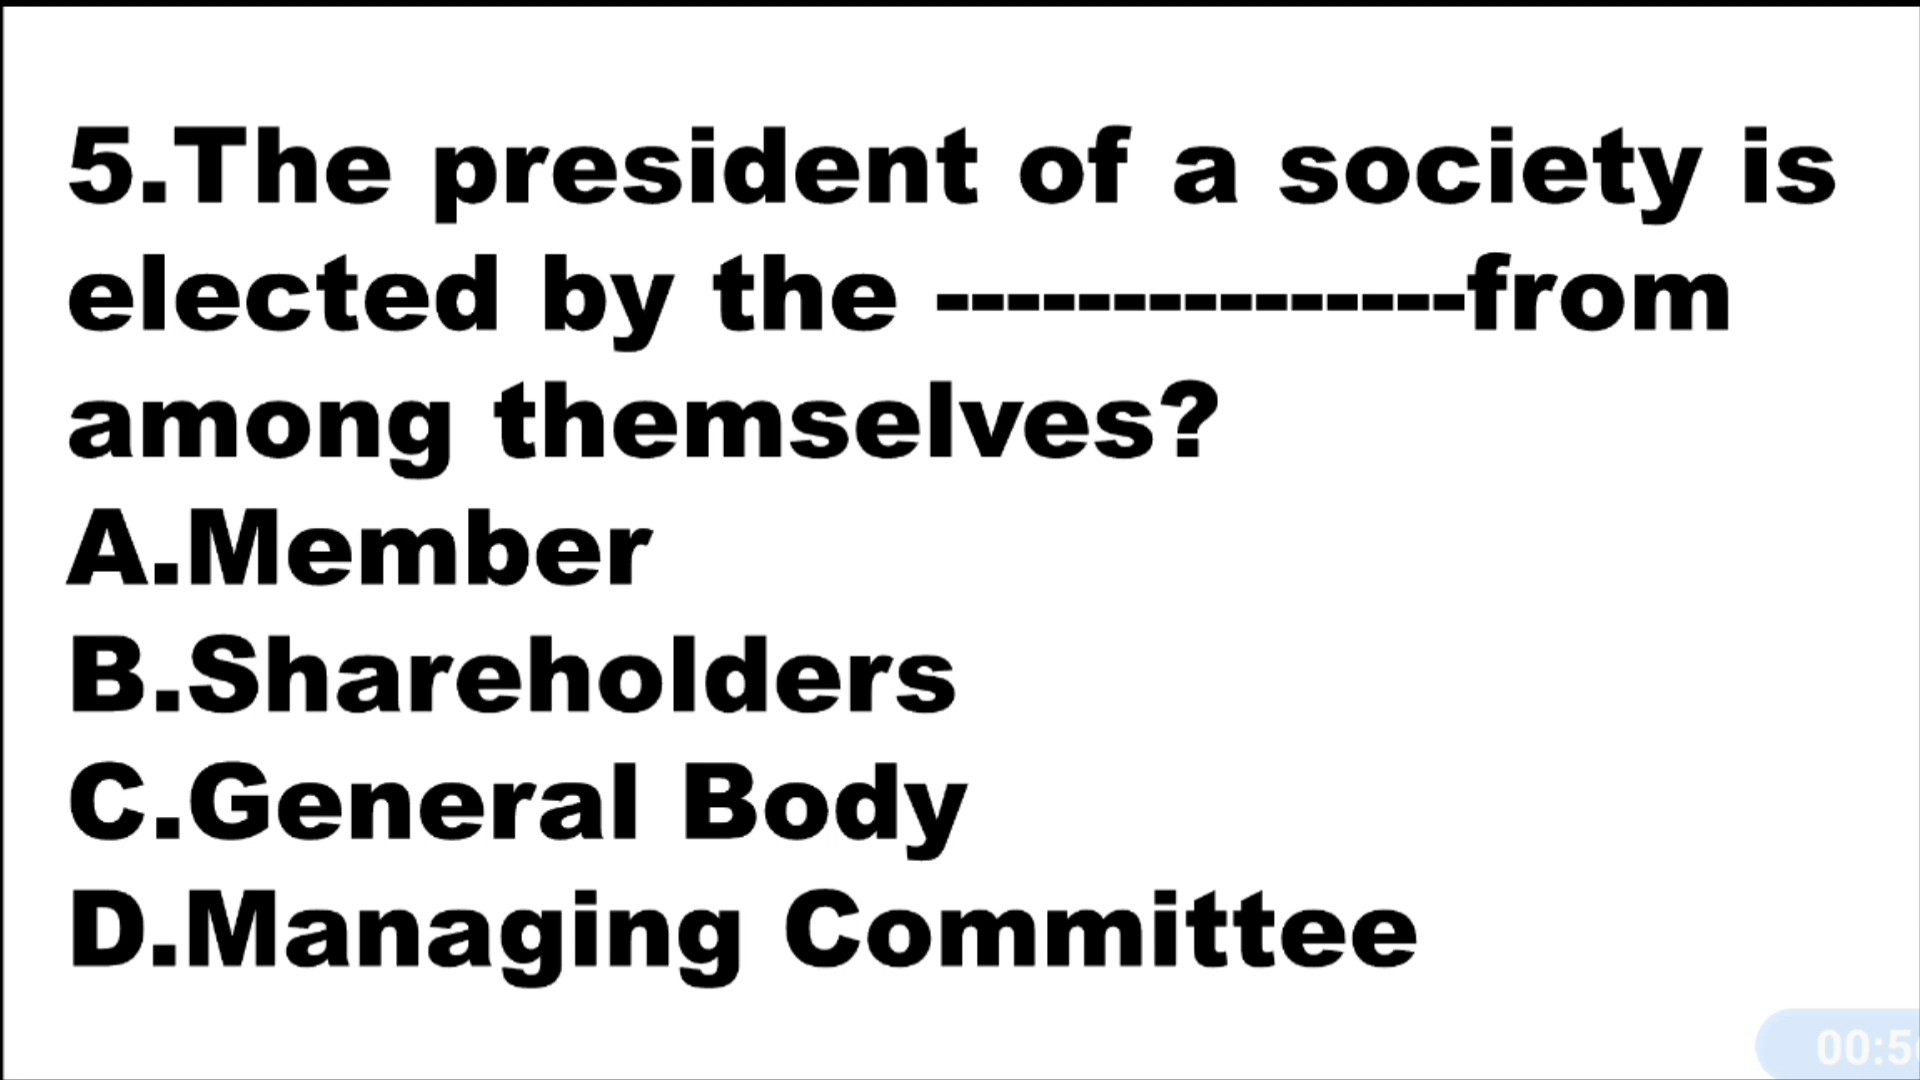 5.The president of a society is
elected by the ---------------from
among themselves?
A.Member
B.Shareholders
C.General Body
D.Managing Committee